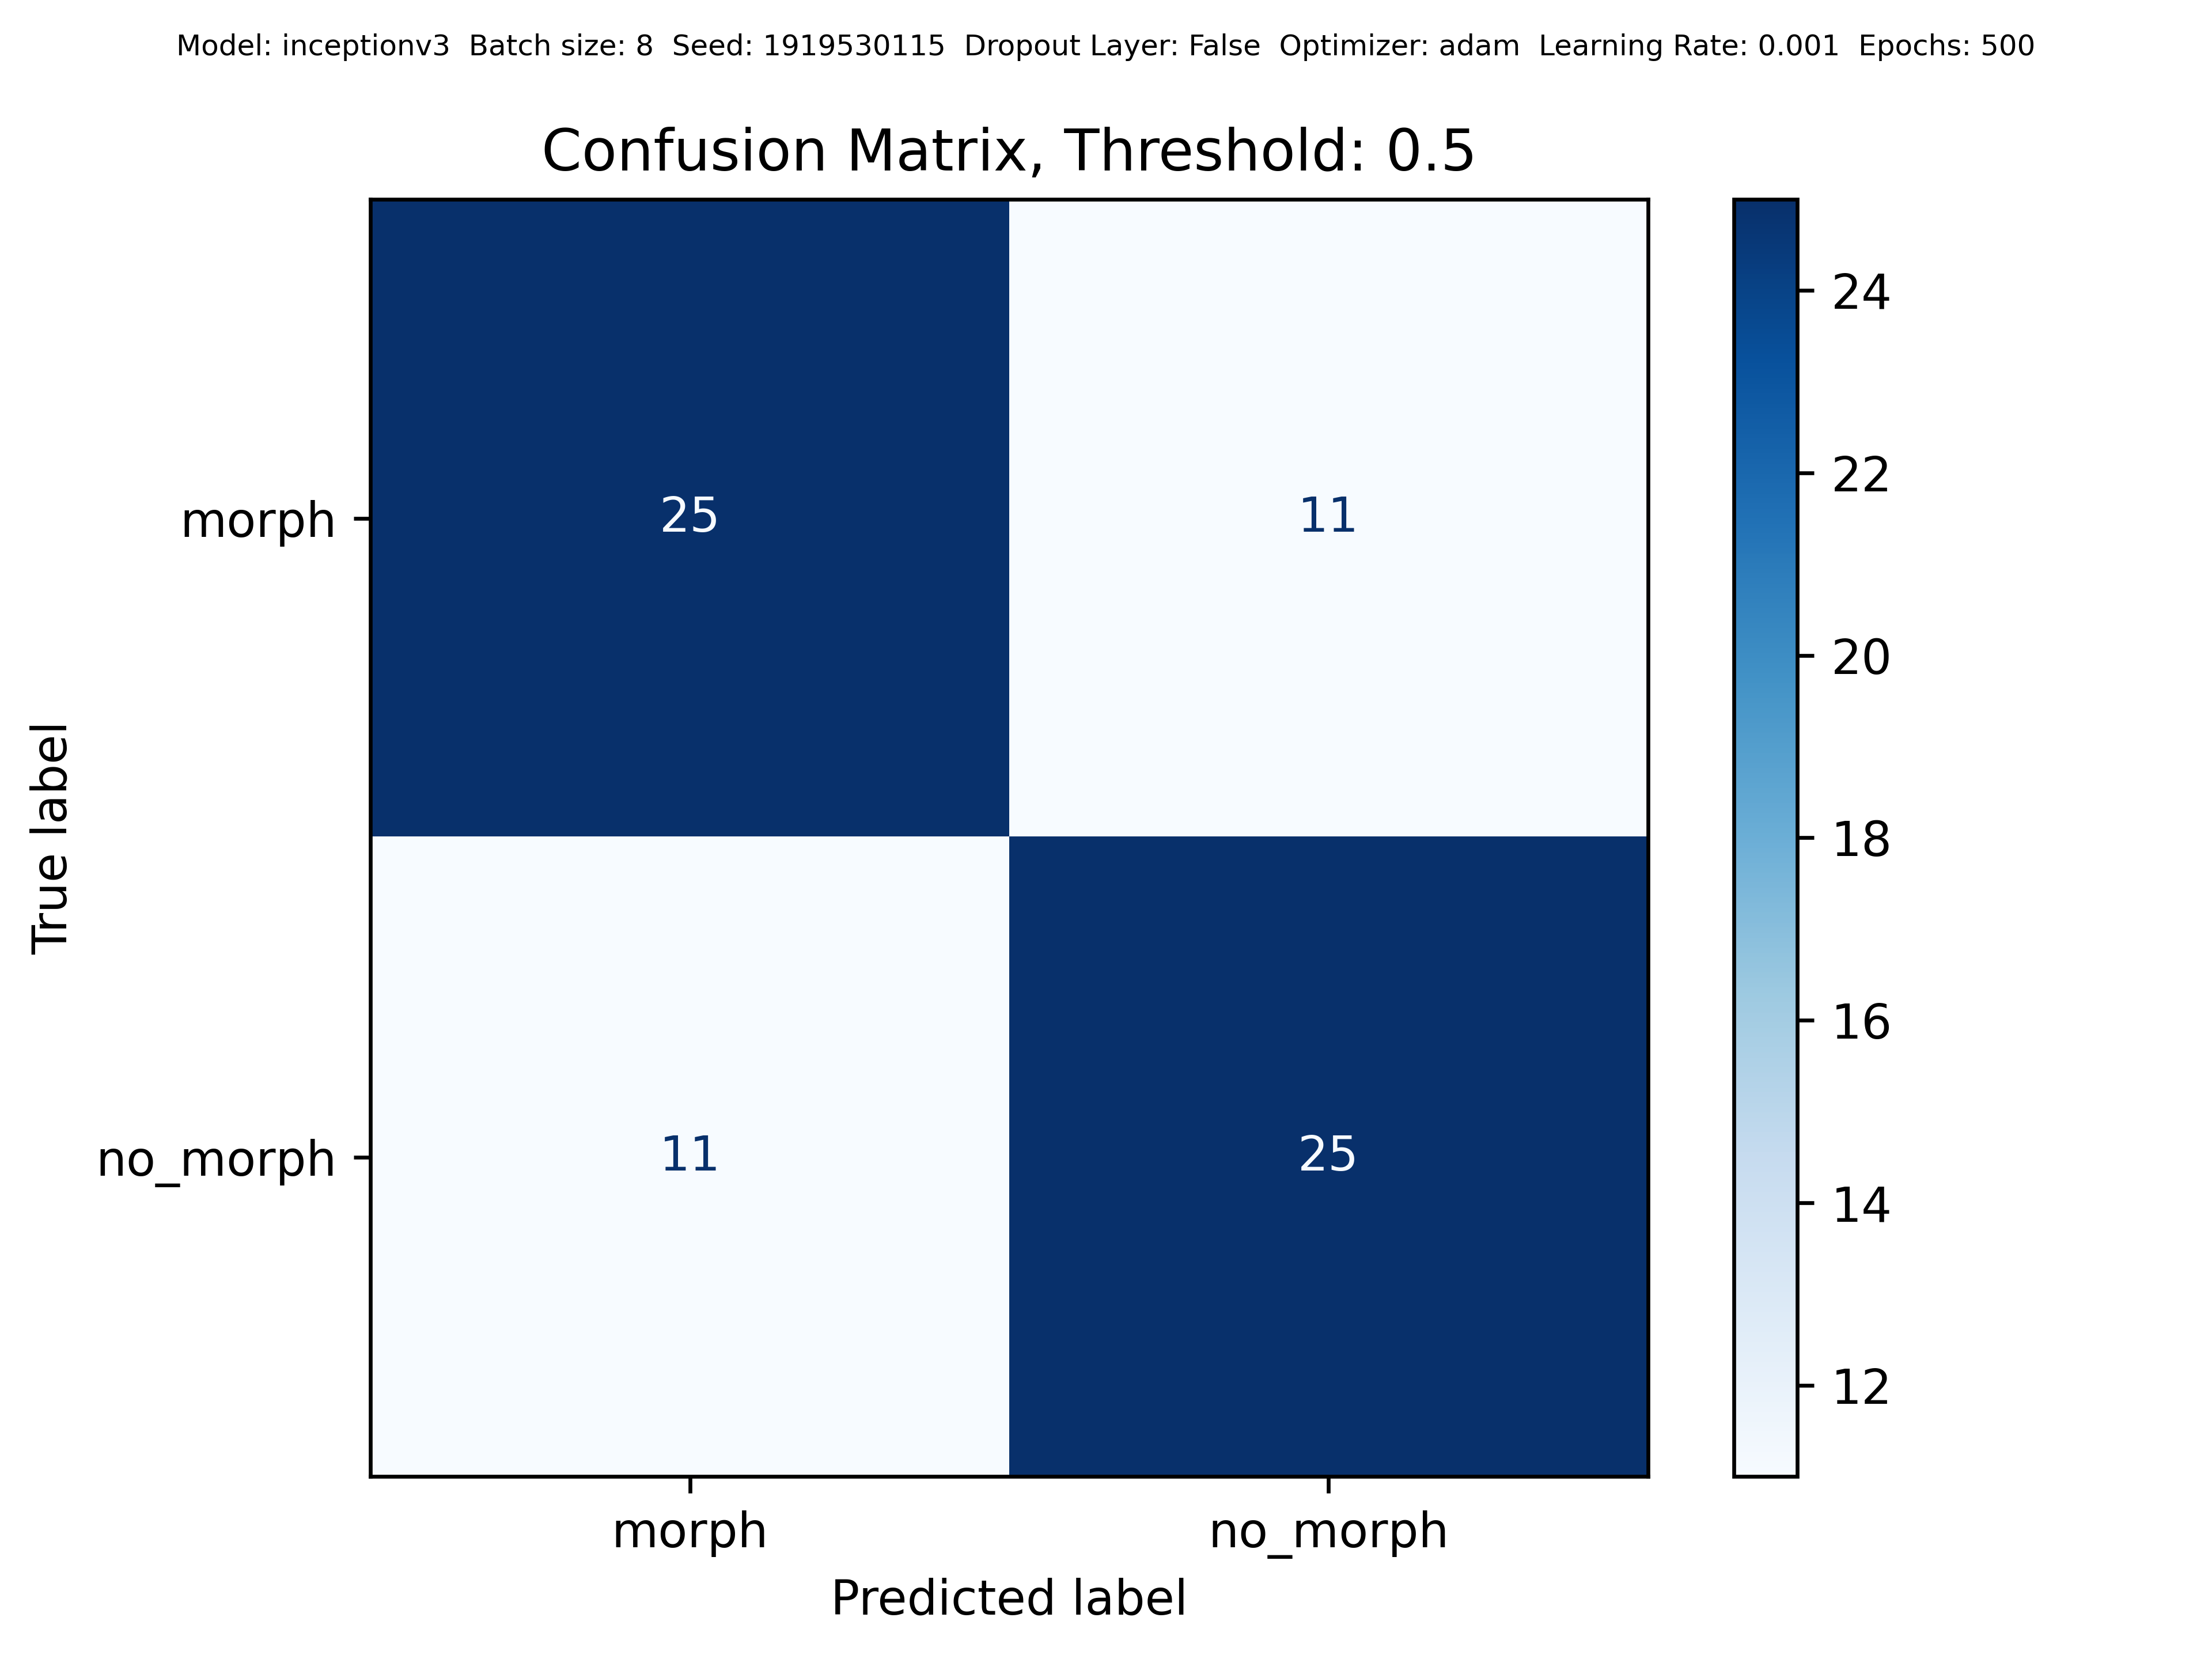 Model: inceptionv3  Batch size: 8  Seed: 1919530115  Dropout Layer: False  Optimizer: adam  Learning Rate: 0.001  Epochs: 500
Confusion Matrix, Threshold: 0.5
True label
morph
no_morph
25
11
11
25
morph
no_morph
Predicted label
24
22
20
18
16
14
12